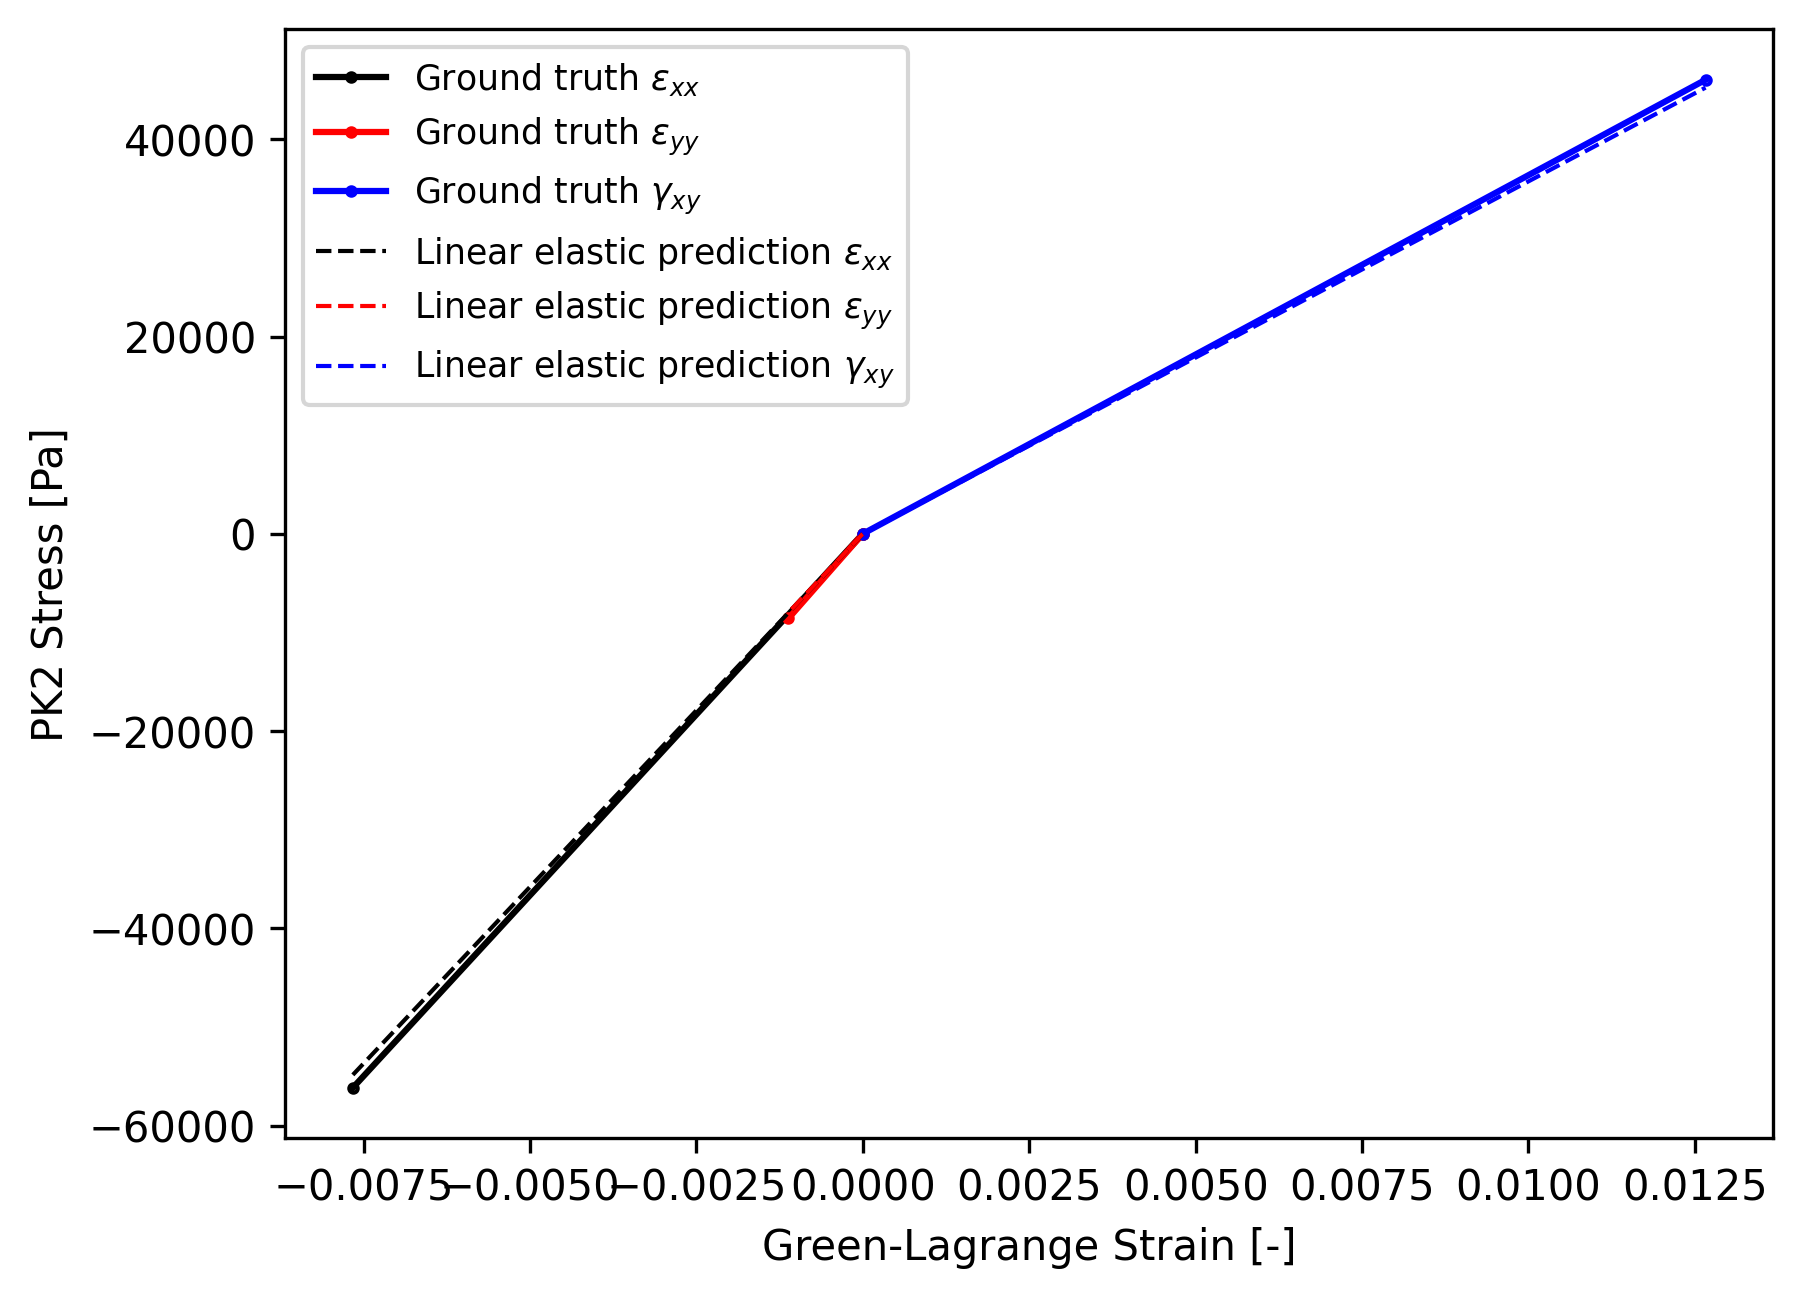 Ground truth εxx
Ground truth εyy
Ground truth γxy
Linear elastic prediction εxx
Linear elastic prediction εyy
Linear elastic prediction γxy
40000
20000
0
−20000
−40000
−60000
PK2 Stress [Pa]
−0.0075 −0.0050 −0.0025 0.0000 0.0025 0.0050 0.0075 0.0100 0.0125
Green-Lagrange Strain [-]